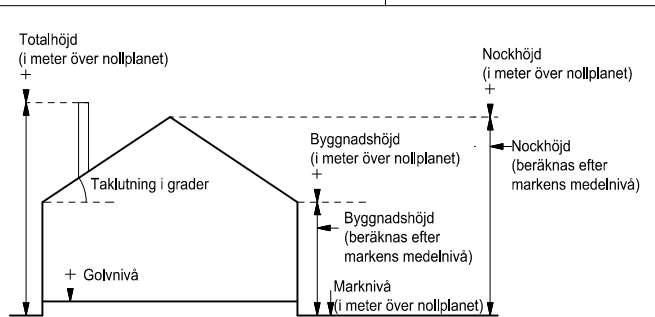 Totalhöjd
(i meter över nollplanet)
+
Nockhöjd
(i meter över nollplanet)
+
Byggnadshöjd
(i meter över nollplanet)
+
Nockhöjd
(beräknas efter
markens medelnivå)
Taklutning i grader
Byggnadshöjd
(beräknas efter
markens medelnivå)
+ Golvnivå
Marknivå
(i meter över nollplanet)